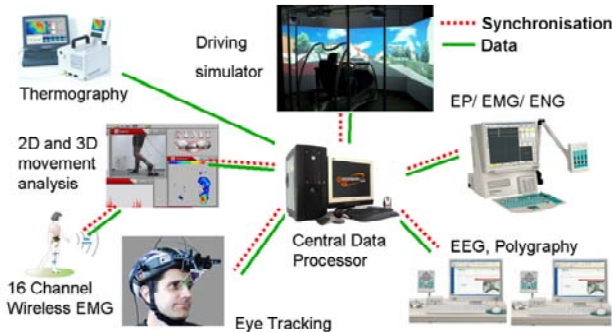 Driving
simulator
Synchronisation
Data
Thermography
EP/ EMG/ ENG
2D and 3D
movement
analysis
Central Data
Processor
EEG, Polygraphy
16 Channel
Wireless EMG
Eye Tracking